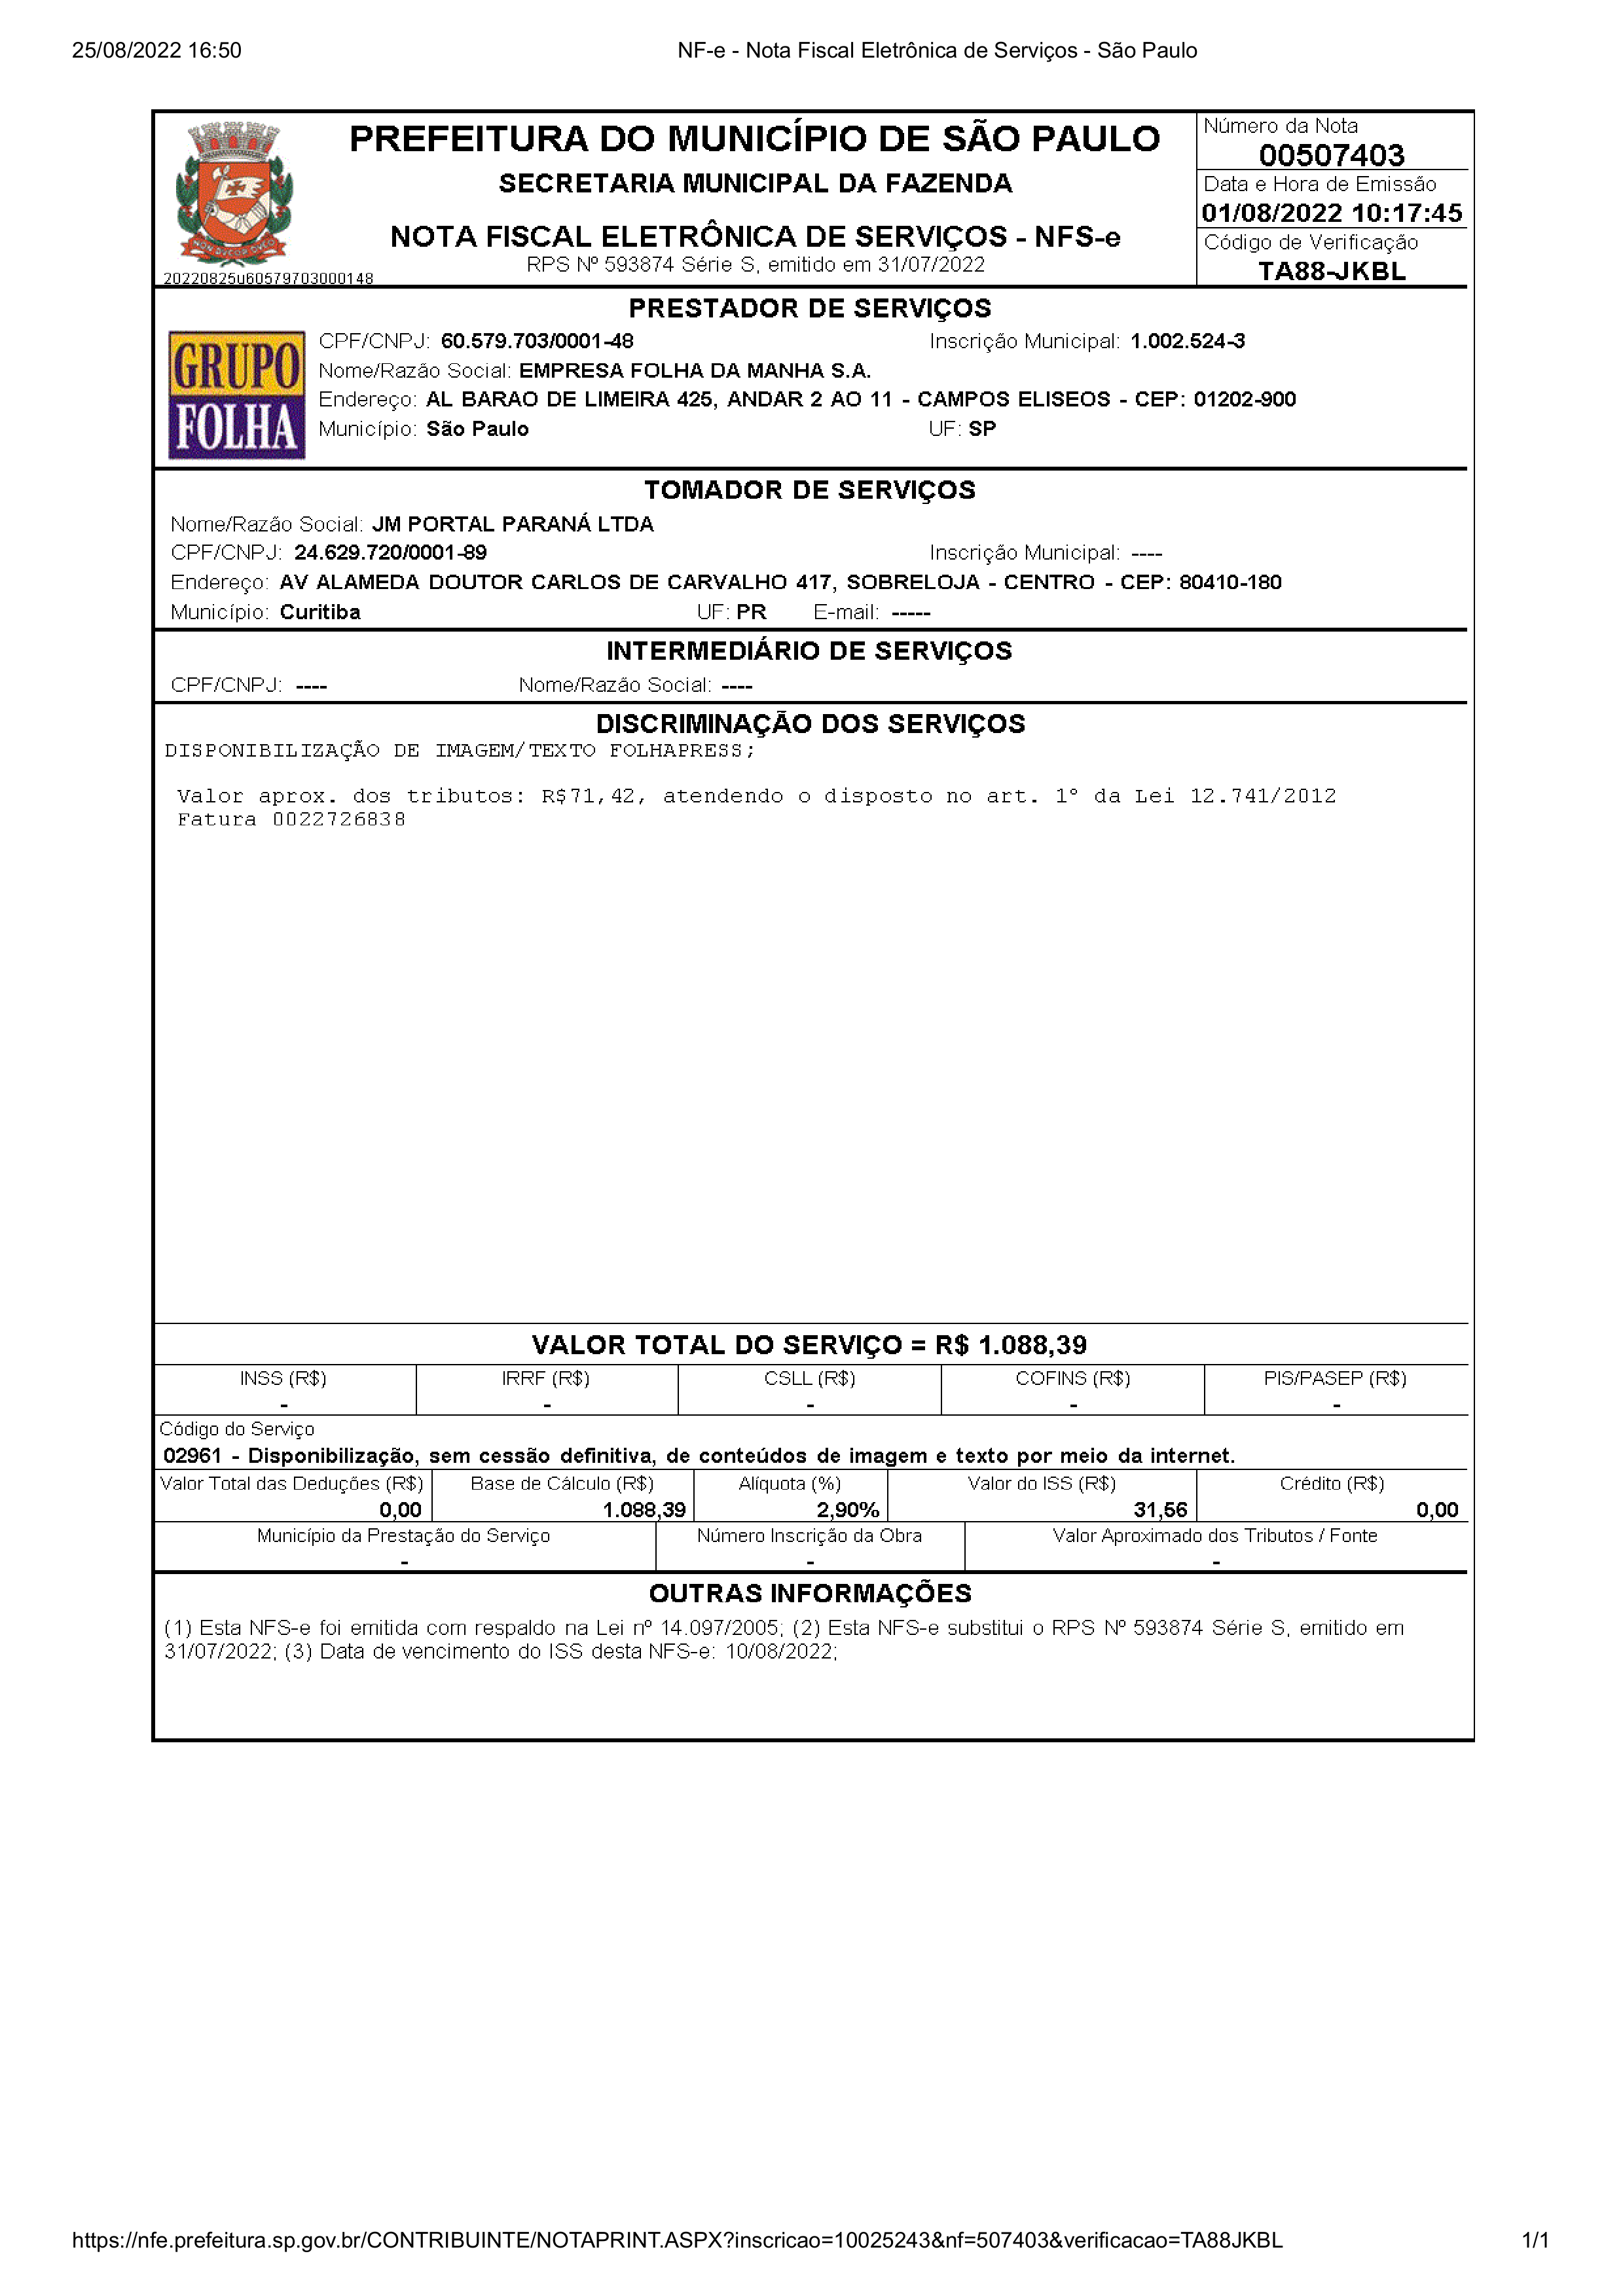 25/08/2022 16:50
NF-e - Nota Fiscal Eletrônica de Serviços - São Paulo
PREFEITURA DO MUNICÍPIO DE SÃO PAULO
SECRETARIA MUNICIPAL DA FAZENDA
NOTA FISCAL ELETRÔNICA DE SERVIÇOS - NFS-e
RPS Nº 593874 Série S, emitido em 31/07/2022
20220825u60579703000148
Número da Nota
00507403
Data e Hora de Emissão
01/08/2022 10:17:45
Código de Verificação
TA88-JKBL
PRESTADOR DE SERVIÇOS
GRUPO
FOLHA
CPF/CNPJ: 60.579.703/0001-48 Inscrição Municipal: 1.002.524-3
Nome/Razão Social: EMPRESA FOLHA DA MANHA S.A.
Endereço: AL BARAO DE LIMEIRA 425, ANDAR 2 AO 11 - CAMPOS ELISEOS - CEP: 01202-900
Município: São Paulo UF: SP
TOMADOR DE SERVIÇOS
Nome/Razão Social: JM PORTAL PARANÁ LTDA
CPF/CNPJ: 24.629.720/0001-89 Inscrição Municipal: ----
Endereço: AV ALAMEDA DOUTOR CARLOS DE CARVALHO 417, SOBRELOJA - CENTRO - CEP: 80410-180
Município: Curitiba UF: PR E-mail: -----
INTERMEDIÁRIO DE SERVIÇOS
CPF/CNPJ: ---- Nome/Razão Social: ----
DISCRIMINAÇÃO DOS SERVIÇOS
DISPONIBILIZAÇÃO DE IMAGEM/TEXTO FOLHAPRESS;
Valor aprox. dos tributos: R$71,42, atendendo o disposto no art. 1º da Lei 12.741/2012
Fatura 0022726838
VALOR TOTAL DO SERVIÇO = R$ 1.088,39
INSS (R$) IRRF (R$) CSLL (R$) COFINS (R$) PIS/PASEP (R$)
- - - - -
Código do Serviço
02961 - Disponibilização, sem cessão definitiva, de conteúdos de imagem e texto por meio da internet.
Valor Total das Deduções (R$) Base de Cálculo (R$) Alíquota (%) Valor do ISS (R$) Crédito (R$)
0,00 1.088,39 2,90% 31,56 0,00
Município da Prestação do Serviço Número Inscrição da Obra Valor Aproximado dos Tributos / Fonte
- - -
OUTRAS INFORMAÇÕES
(1) Esta NFS-e foi emitida com respaldo na Lei nº 14.097/2005; (2) Esta NFS-e substitui o RPS Nº 593874 Série S, emitido em
31/07/2022; (3) Data de vencimento do ISS desta NFS-e: 10/08/2022;
https://nfe.prefeitura.sp.gov.br/CONTRIBUINTE/NOTAPRINT.ASPX?inscricao=10025243&nf=507403&verificacao=TA88JKBL
1/1